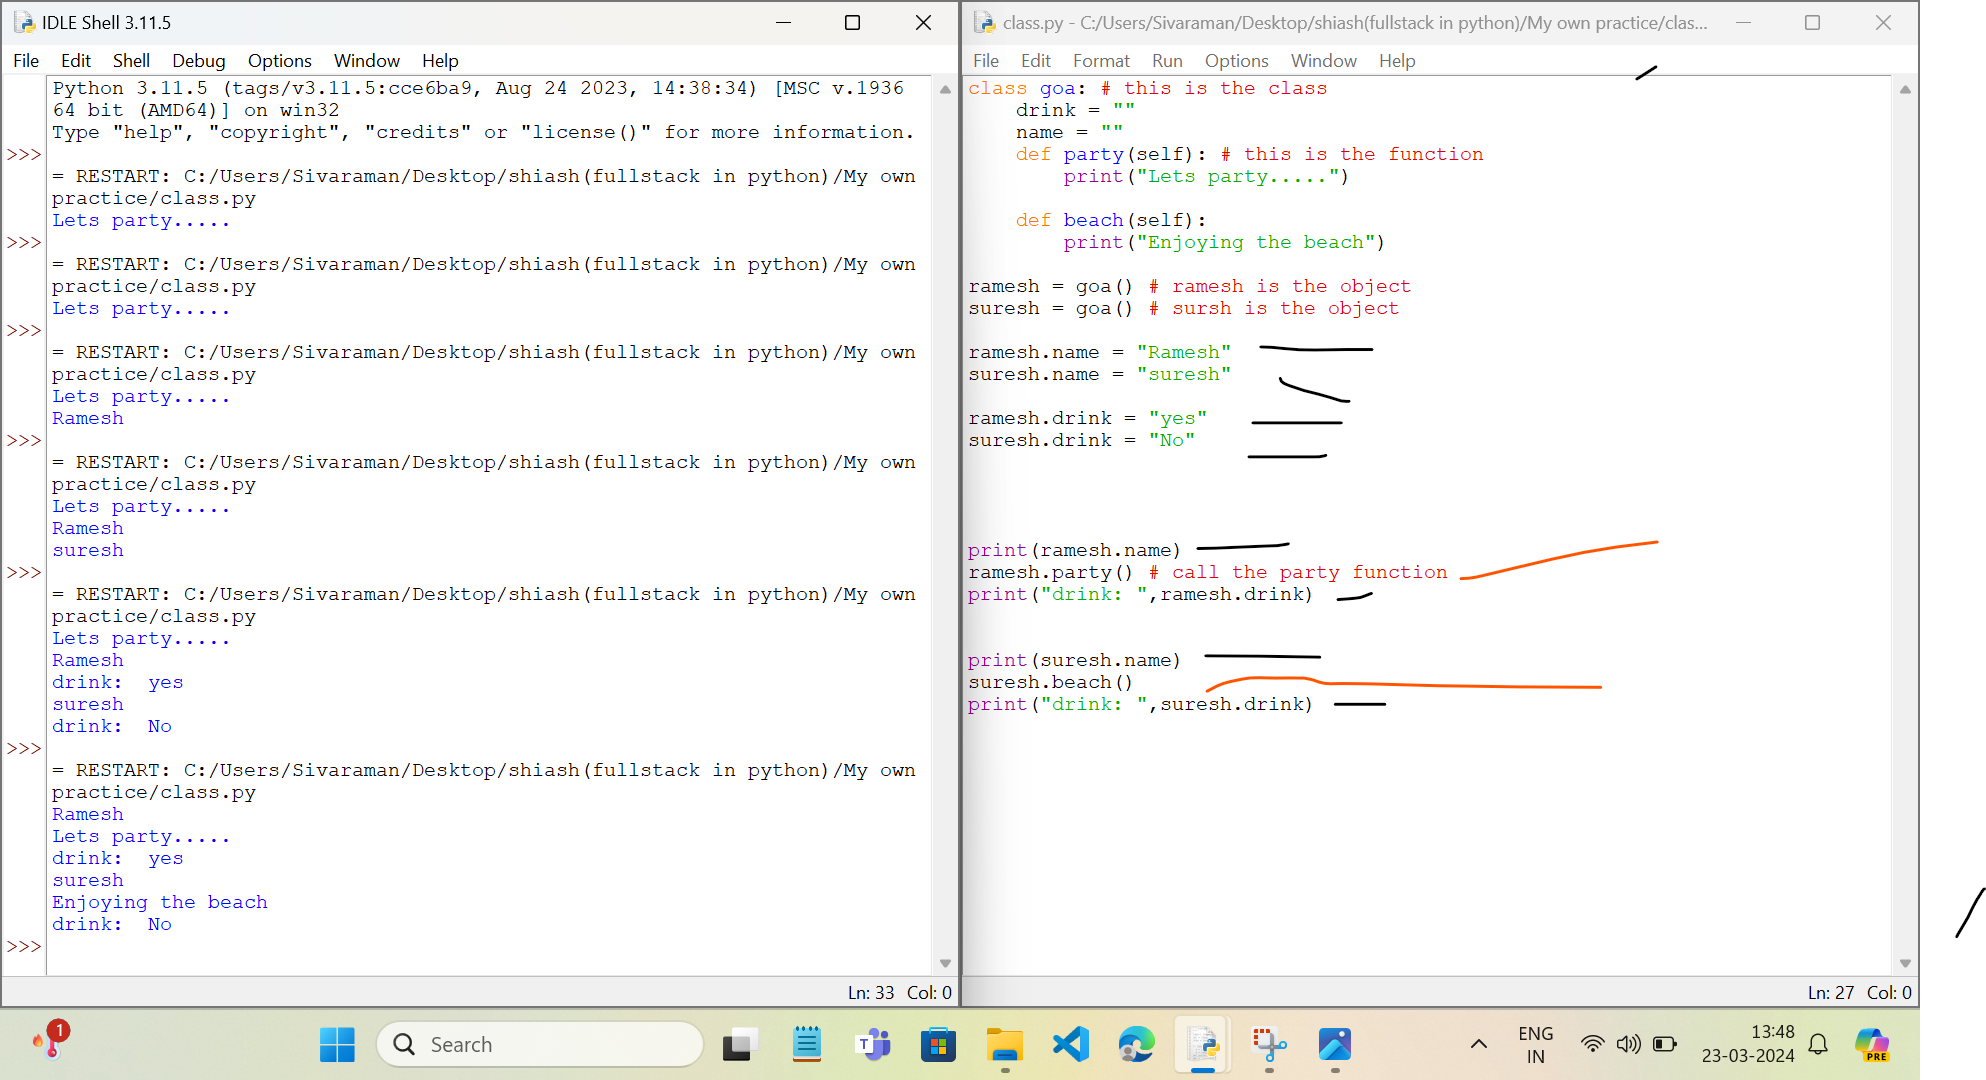 IDLE Shell 3.11.5
File Edit Shell Debug Options Window Help
Python 3.11.5 (tags/v3.11.5:cce6ba9, Aug 24 2023, 14:38:34) [MSC v.1936
64 bit (AMD64)] on win32
Type "help", "copyright", "credits" or "license()" for more information.
>>>
= RESTART: C:/Users/Sivaraman/Desktop/shiash(fullstack in python)/My own
practice/class.py
Lets party.....
>>>
= RESTART: C:/Users/Sivaraman/Desktop/shiash(fullstack in python)/My own
practice/class.py
Lets party.....
>>>
= RESTART: C:/Users/Sivaraman/Desktop/shiash(fullstack in python)/My own
practice/class.py
Lets party.....
Ramesh
>>>
= RESTART: C:/Users/Sivaraman/Desktop/shiash(fullstack in python)/My own
practice/class.py
Lets party.....
Ramesh
suresh
>>>
= RESTART: C:/Users/Sivaraman/Desktop/shiash(fullstack in python)/My own
practice/class.py
Lets party.....
Ramesh
drink:  yes
suresh
drink:  No
>>>
= RESTART: C:/Users/Sivaraman/Desktop/shiash(fullstack in python)/My own
practice/class.py
Ramesh
Lets party.....
drink:  yes
suresh
Enjoying the beach
drink:  No
>>>
Ln: 33 Col: 0
class.py - C:/Users/Sivaraman/Desktop/shiash(fullstack in python)/My own practice/clas...
File Edit Format Run Options Window Help
class goa: # this is the class
    drink = ""
    name = ""
    def party(self): # this is the function
        print("Lets party.....")
    def beach(self):
        print("Enjoying the beach")
ramesh = goa() # ramesh is the object
suresh = goa() # sursh is the object
ramesh.name = "Ramesh"
suresh.name = "suresh"
ramesh.drink = "yes"
suresh.drink = "No"
print(ramesh.name)
ramesh.party() # call the party function
print("drink: ",ramesh.drink)
print(suresh.name)
suresh.beach()
print("drink: ",suresh.drink)
Ln: 27 Col: 0
1
Search
T
ENG
IN
13:48
23-03-2024
PRE